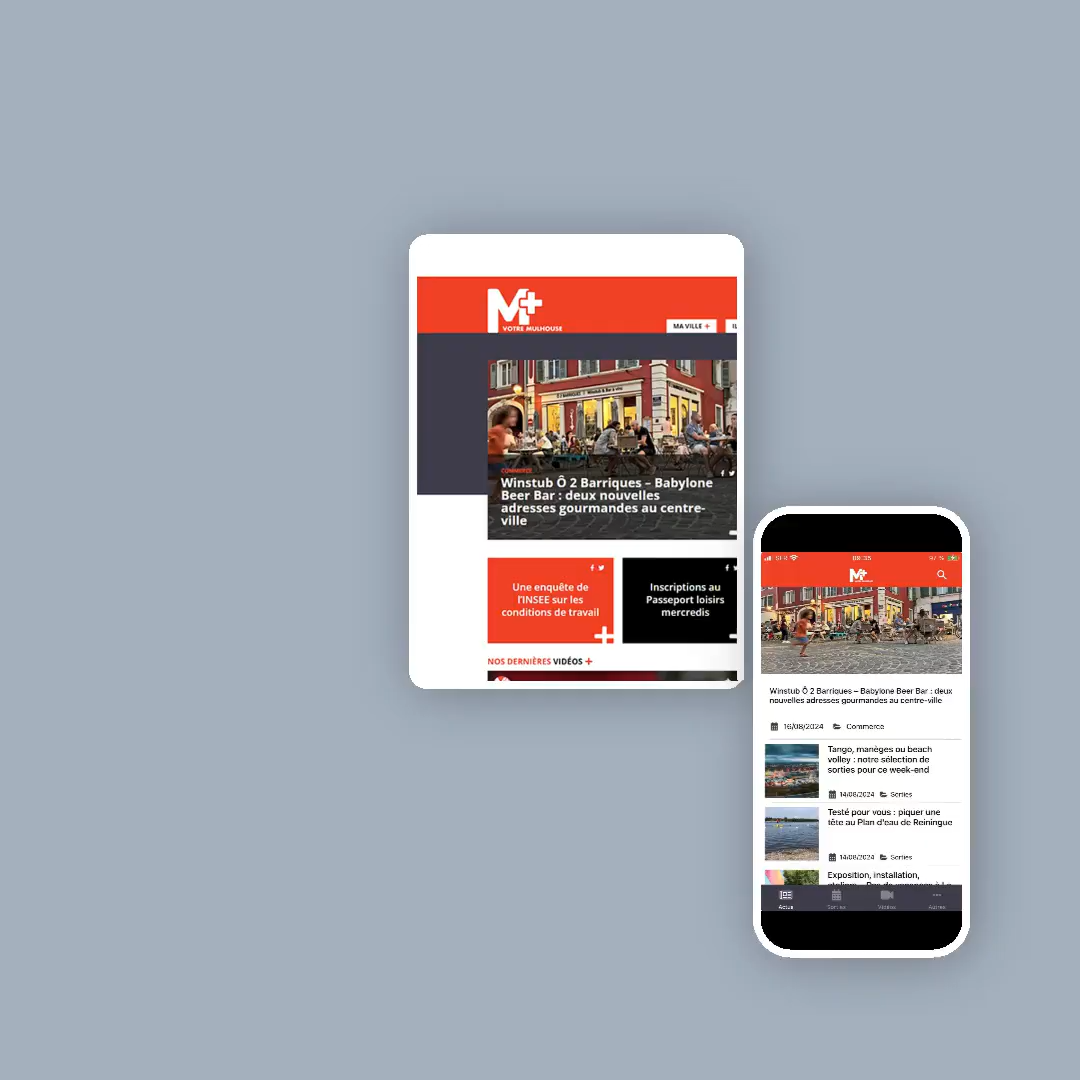 M+
VOTRE MULHOUSE
MA VILLE +
COMMERCE
Winstub Ô 2 Barriques – Babylone
Beer Bar : deux nouvelles
adresses gourmandes au centre-
ville
Une enquête de
l'INSEE sur les
conditions de travail
Inscriptions au
Passeport loisirs
mercredis
NOS DERNIÈRES VIDÉOS +
SFR 09:35 97 %
M+
Winstub Ô 2 Barriques – Babylone Beer Bar : deux
nouvelles adresses gourmandes au centre-ville
16/08/2024 Commerce
Tango, manèges ou beach
volley : notre sélection de
sorties pour ce week-end
14/08/2024 Sorties
Testé pour vous : piquer une
tête au Plan d'eau de Reiningue
14/08/2024 Sorties
Exposition, installation,
Actus Sorties Vidéos Autres